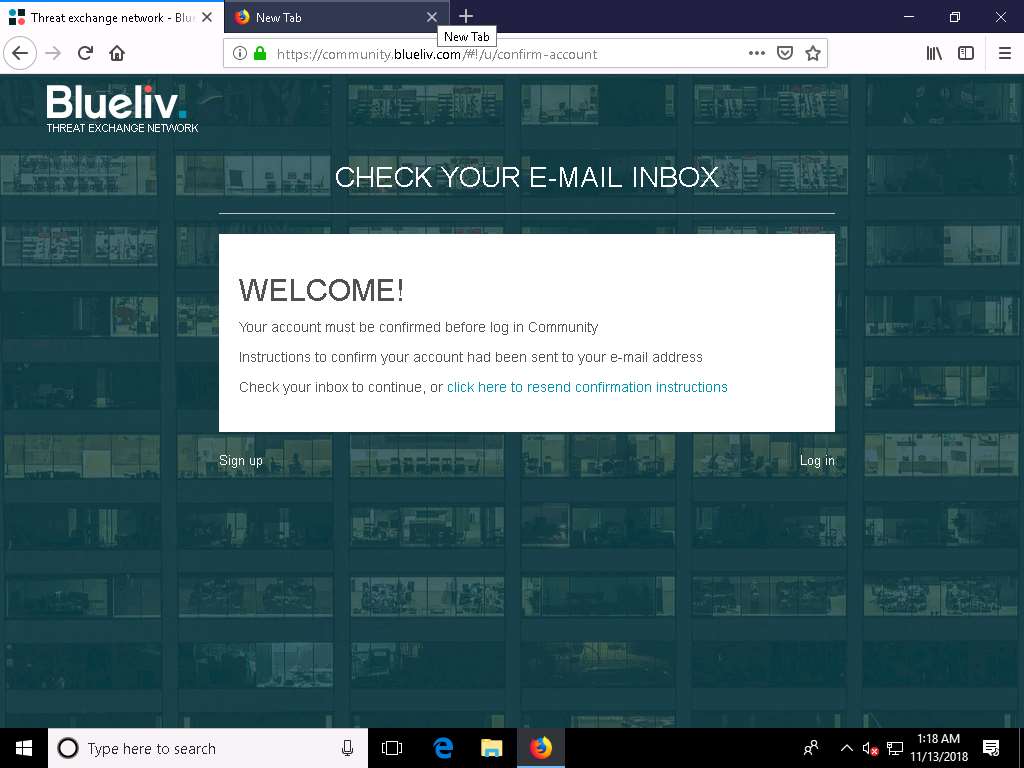 Threat exchange network - Blu
New Tab
New Tab
https://community.blueliv.com/#!/u/confirm-account
Blueliv.
THREAT EXCHANGE NETWORK
CHECK YOUR E-MAIL INBOX
WELCOME!
Your account must be confirmed before log in Community
Instructions to confirm your account had been sent to your e-mail address
Check your inbox to continue, or click here to resend confirmation instructions
Sign up
Log in
Type here to search
1:18 AM
11/13/2018